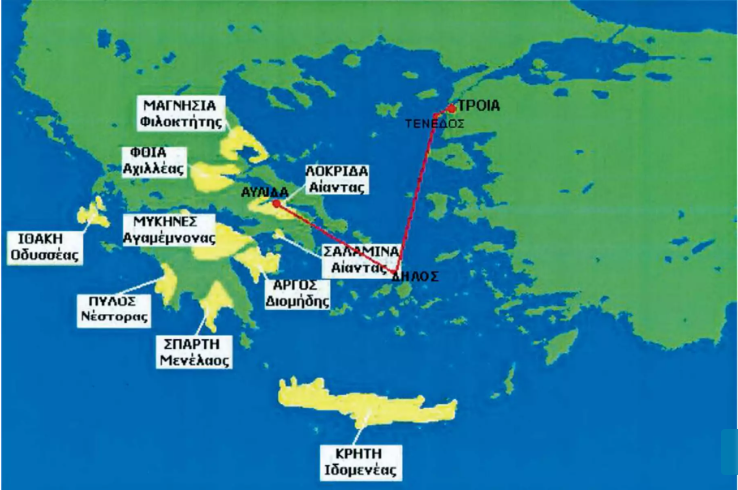 ΜΑΓΝΗΣΙΑ
Φιλοκτήτης
ΤΡΟΙΑ
ΤΕΝΕΔΟΣ
ΦΘΙΑ
Αχιλλέας
ΛΟΚΡΙΔΑ
Αίαντας
ΑΥΛΙΔΑ
ΜΥΚΗΝΕΣ
Αγαμέμνονας
ΙΘΑΚΗ
Οδυσσέας
ΣΑΛΑΜΙΝΑ
Αίαντας
ΔΗΛΟΣ
ΑΡΓΟΣ
Διομήδης
ΠΥΛΟΣ
Νέστορας
ΣΠΑΡΤΗ
Μενέλαος
ΚΡΗΤΗ
Ιδομενέας